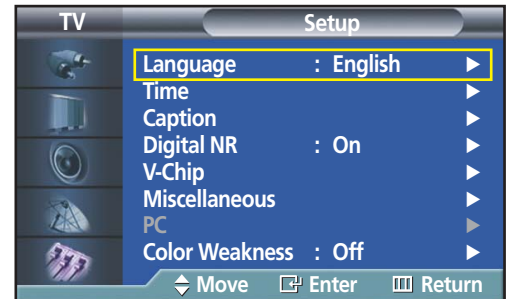 TV Setup
Language : English
Time
Caption
Digital NR : On
V-Chip
Miscellaneous
PC
Color Weakness : Off
Move Enter Return